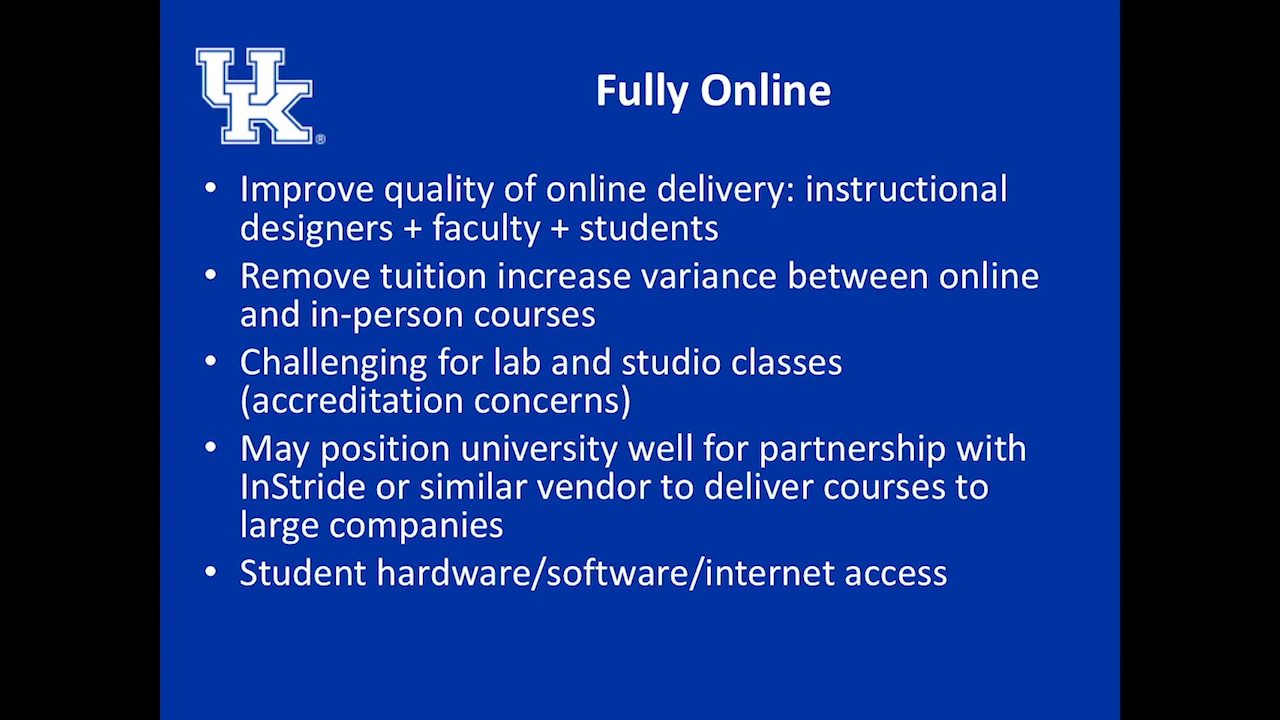 UK®
Fully Online
• Improve quality of online delivery: instructional
designers + faculty + students
• Remove tuition increase variance between online
and in-person courses
• Challenging for lab and studio classes
(accreditation concerns)
• May position university well for partnership with
InStride or similar vendor to deliver courses to
large companies
• Student hardware/software/internet access